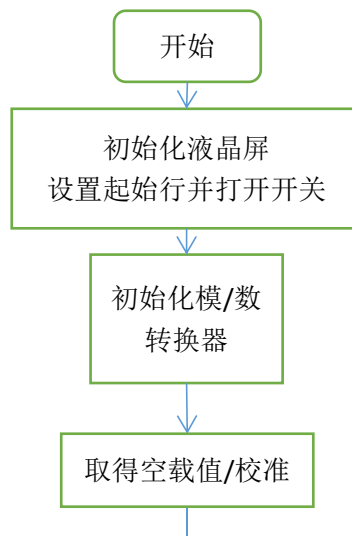 开始
初始化液晶屏
设置起始行并打开开关
初始化模/数
转换器
取得空载值/校准